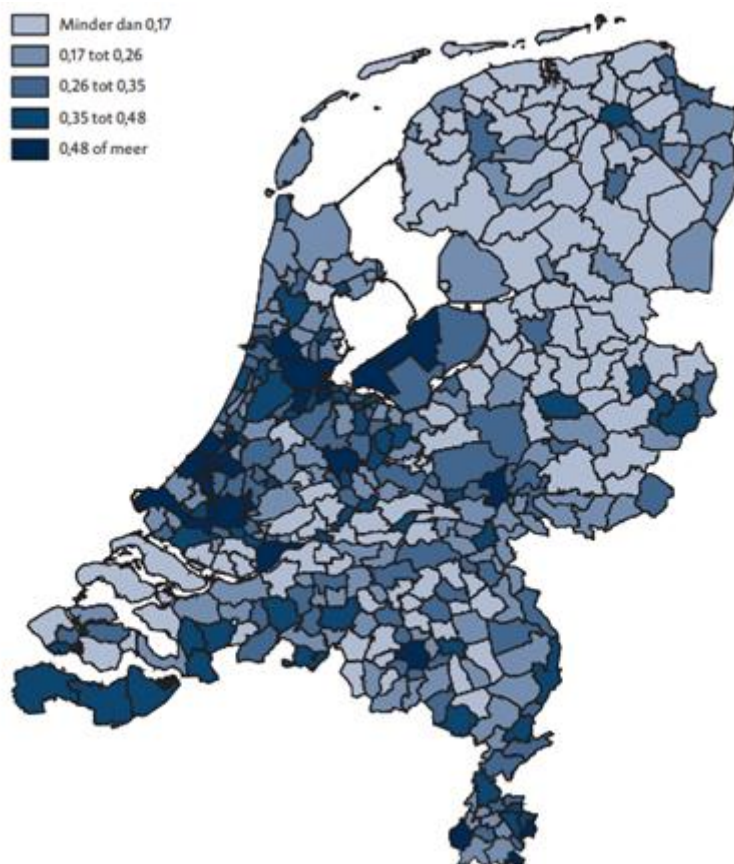 Minder dan 0,17
0,17 tot 0,26
0,26 tot 0,35
0,35 tot 0,48
0,48 of meer